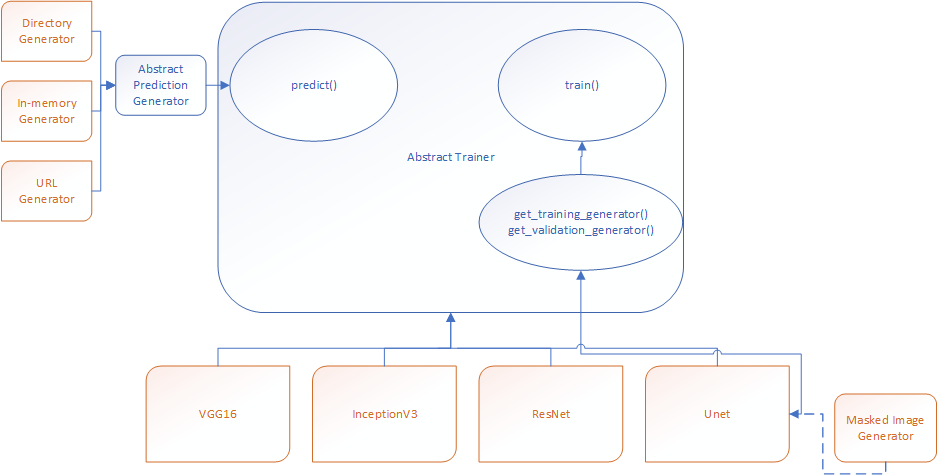 Directory
Generator
In-memory
Generator
URL
Generator
Abstract
Prediction
Generator
predict()
train()
Abstract Trainer
get_training_generator()
get_validation_generator()
VGG16
InceptionV3
ResNet
Unet
Masked Image
Generator